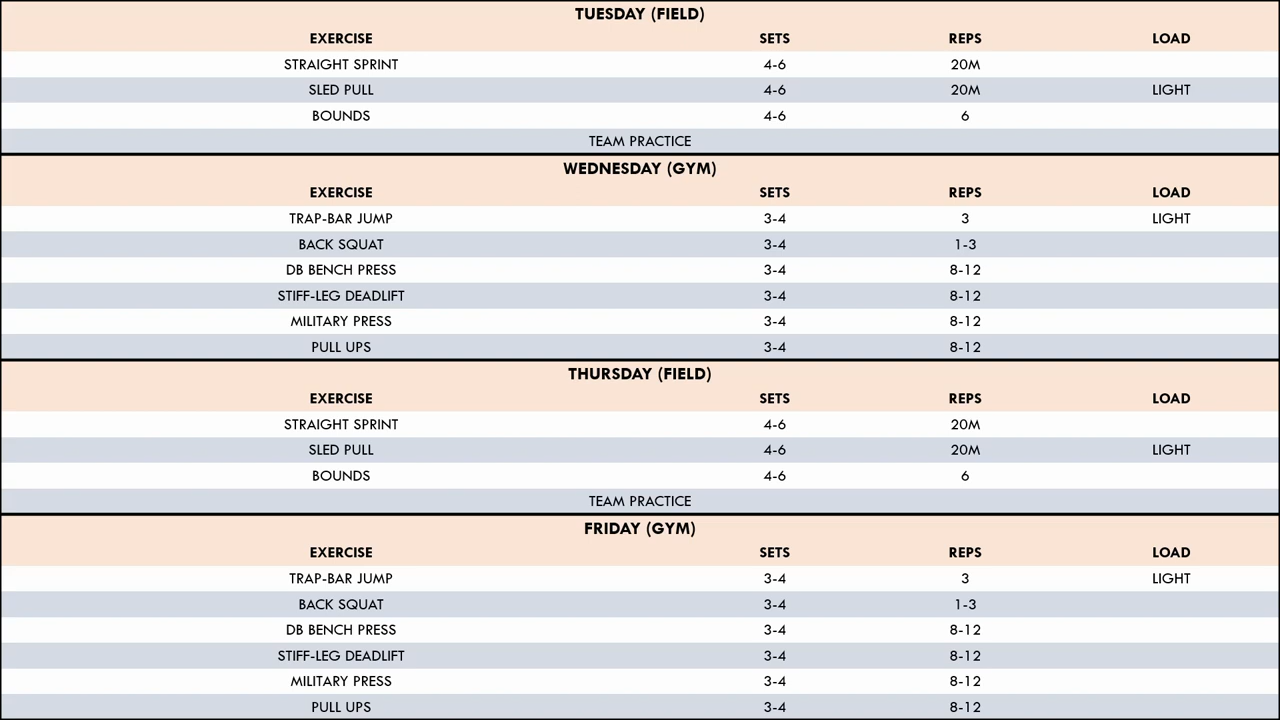 TUESDAY (FIELD)
EXERCISE SETS REPS LOAD
STRAIGHT SPRINT 4-6 20M
SLED PULL 4-6 20M LIGHT
BOUNDS 4-6 6
TEAM PRACTICE
WEDNESDAY (GYM)
EXERCISE SETS REPS LOAD
TRAP-BAR JUMP 3-4 3 LIGHT
BACK SQUAT 3-4 1-3
DB BENCH PRESS 3-4 8-12
STIFF-LEG DEADLIFT 3-4 8-12
MILITARY PRESS 3-4 8-12
PULL UPS 3-4 8-12
THURSDAY (FIELD)
EXERCISE SETS REPS LOAD
STRAIGHT SPRINT 4-6 20M
SLED PULL 4-6 20M LIGHT
BOUNDS 4-6 6
TEAM PRACTICE
FRIDAY (GYM)
EXERCISE SETS REPS LOAD
TRAP-BAR JUMP 3-4 3 LIGHT
BACK SQUAT 3-4 1-3
DB BENCH PRESS 3-4 8-12
STIFF-LEG DEADLIFT 3-4 8-12
MILITARY PRESS 3-4 8-12
PULL UPS 3-4 8-12